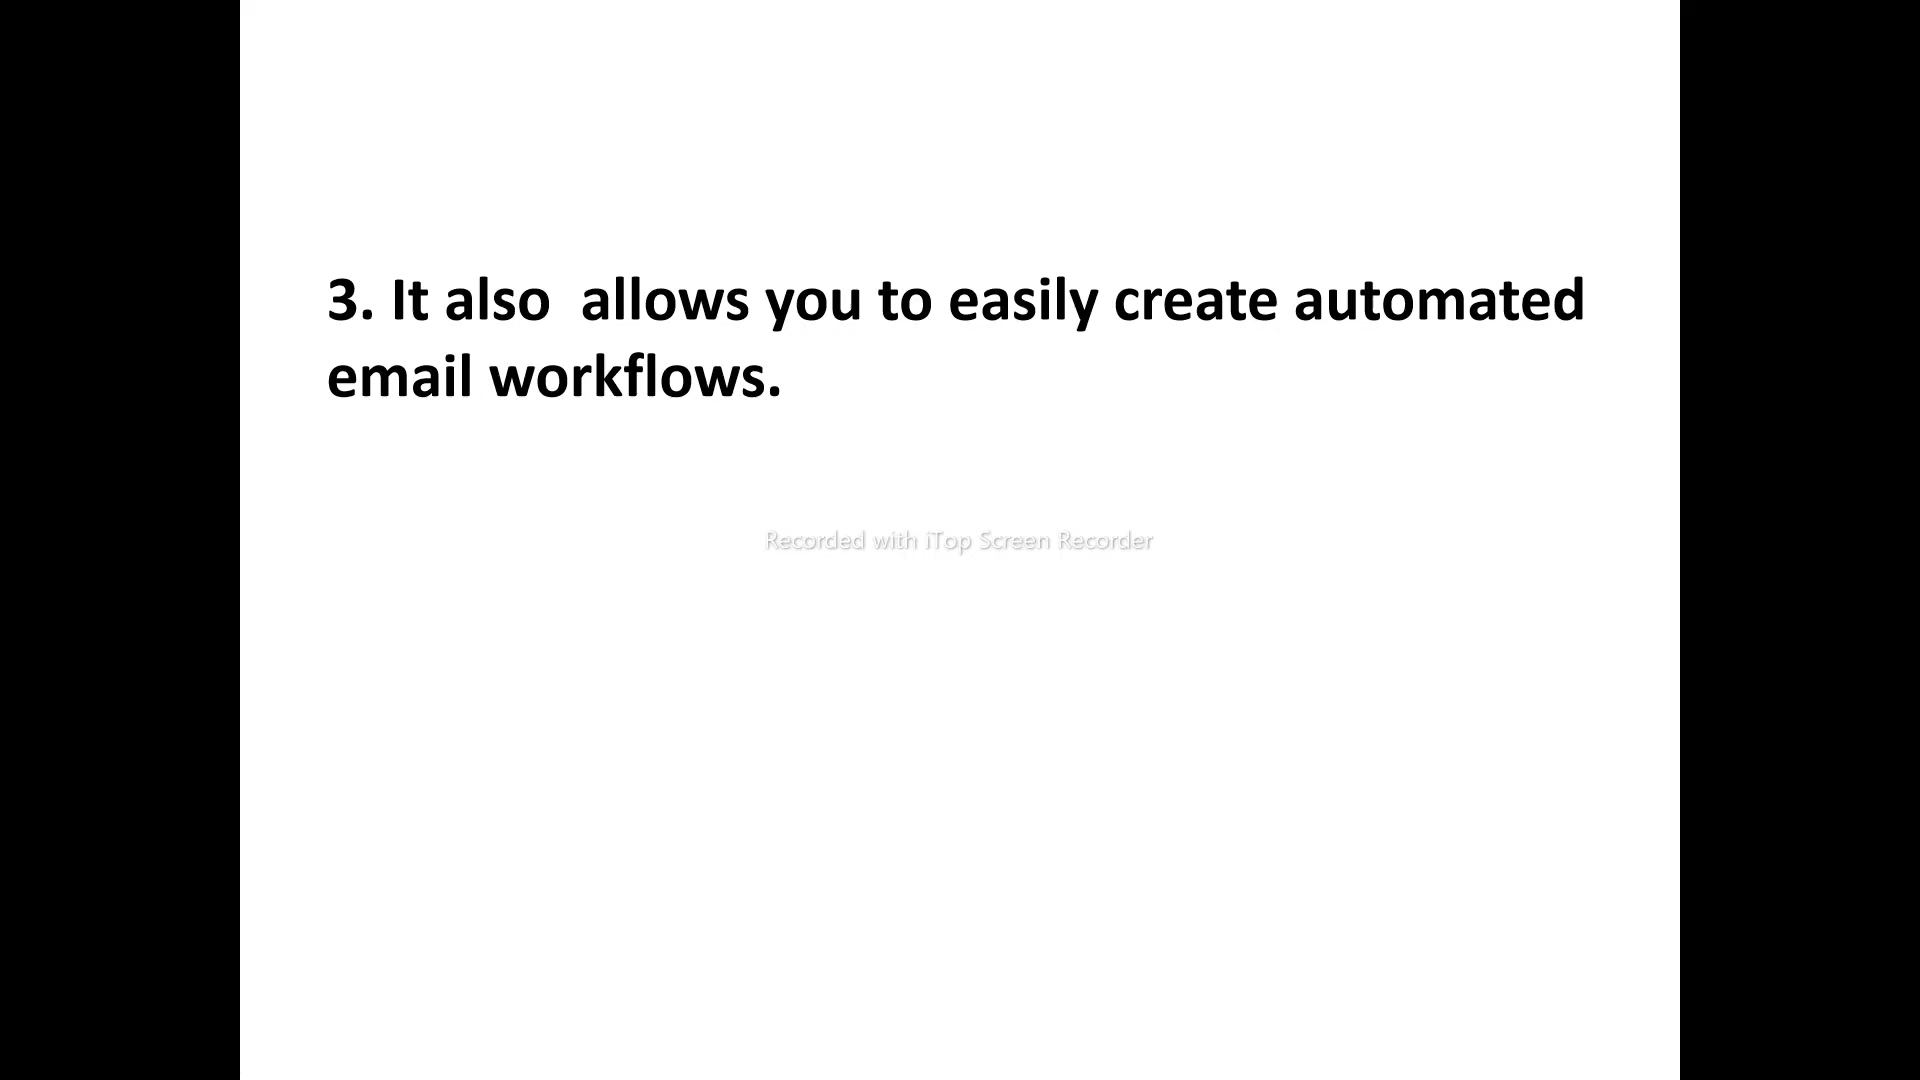 3. It also  allows you to easily create automated
email workflows.
Recorded with iTop Screen Recorder